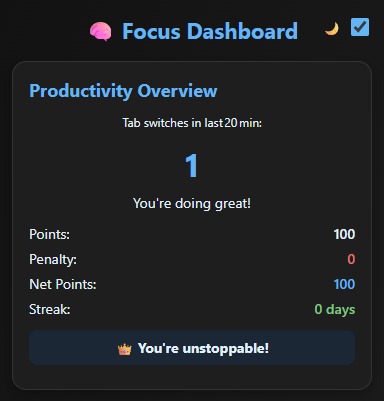 🧠 Focus Dashboard 🌙
Productivity Overview
Tab switches in last 20 min:
1
You're doing great!
Points: 100
Penalty: 0
Net Points: 100
Streak: 0 days
👑 You're unstoppable!